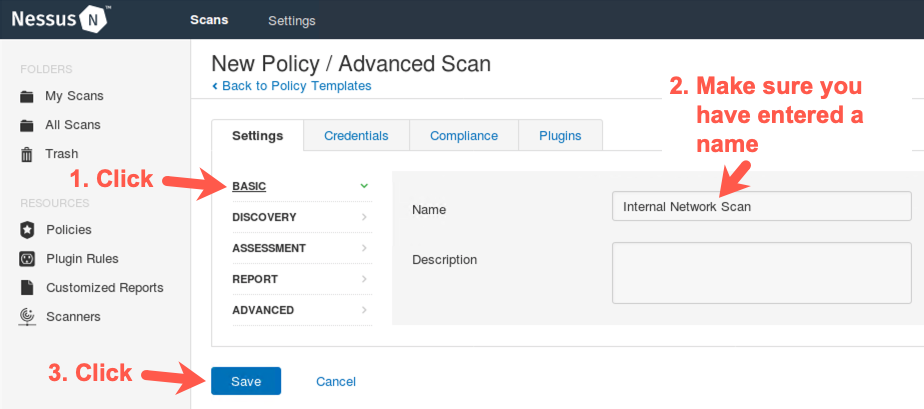 Nessus N ™
Scans
Settings
FOLDERS
My Scans
All Scans
Trash
RESOURCES
Policies
Plugin Rules
Customized Reports
Scanners
New Policy / Advanced Scan
Back to Policy Templates
Settings
Credentials
Compliance
Plugins
1. Click
BASIC
DISCOVERY
ASSESSMENT
REPORT
ADVANCED
2. Make sure you
have entered a
name
Name
Internal Network Scan
Description
3. Click
Save
Cancel